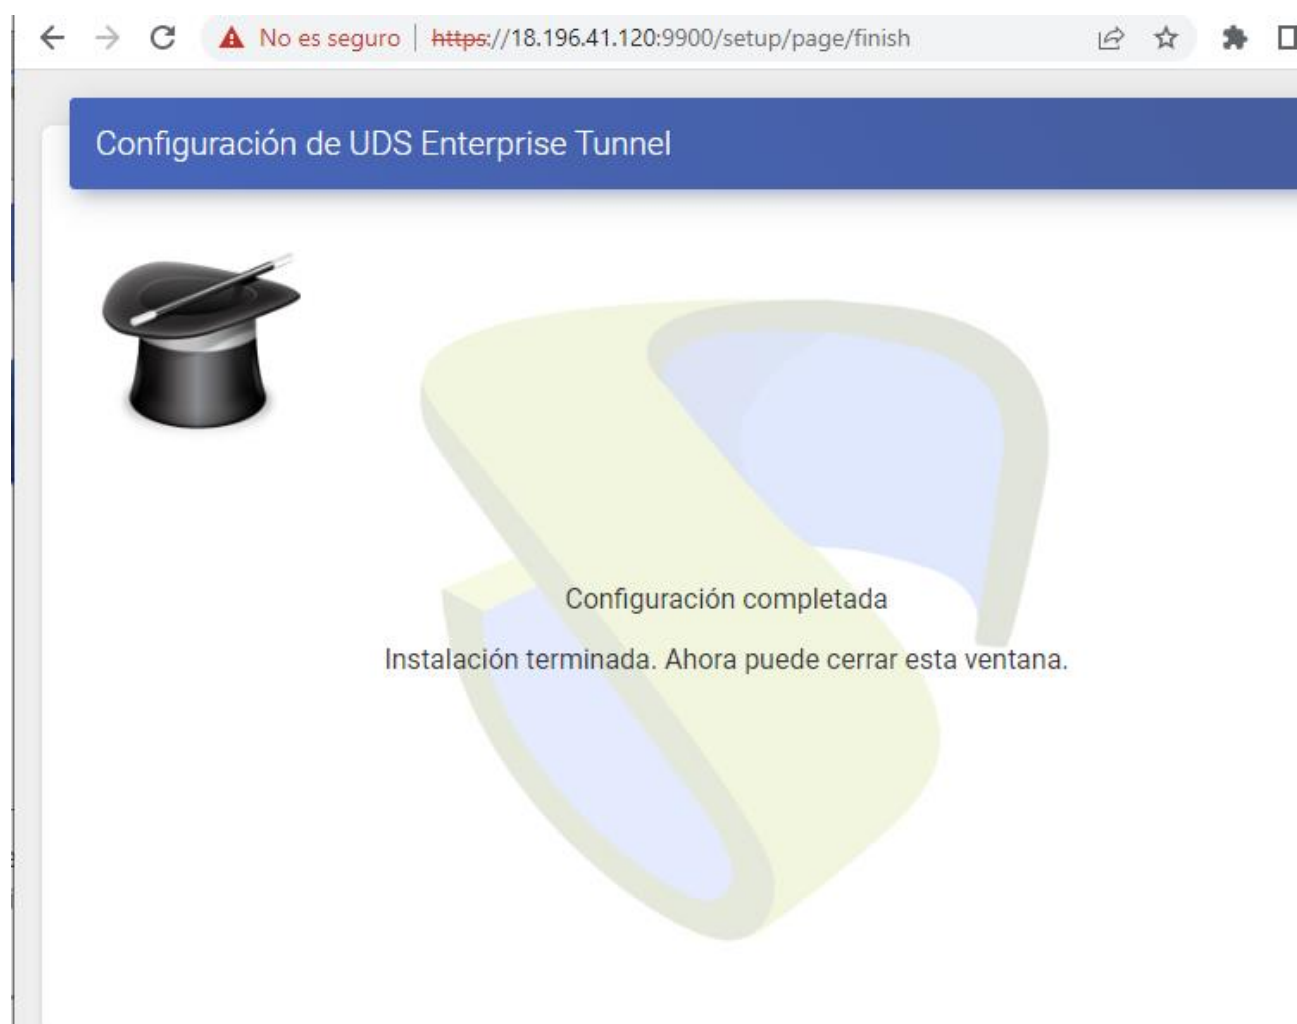 No es seguro | https://18.196.41.120:9900/setup/page/finish
Configuración de UDS Enterprise Tunnel
Configuración completada
Instalación terminada. Ahora puede cerrar esta ventana.